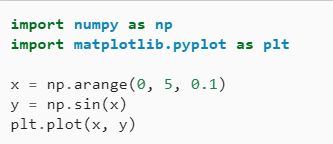 import numpy as np
import matplotlib.pyplot as plt

x = np.arange(0, 5, 0.1)
y = np.sin(x)
plt.plot(x, y)